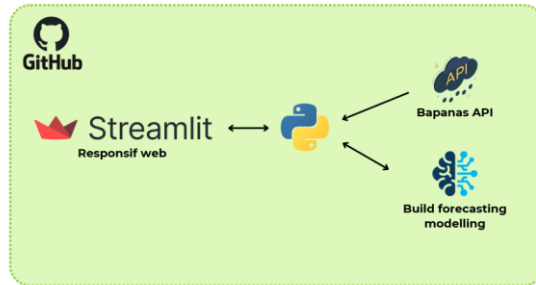 GitHub
API
Streamlit
Responsif web
Bapanas API
Build forecasting
modelling